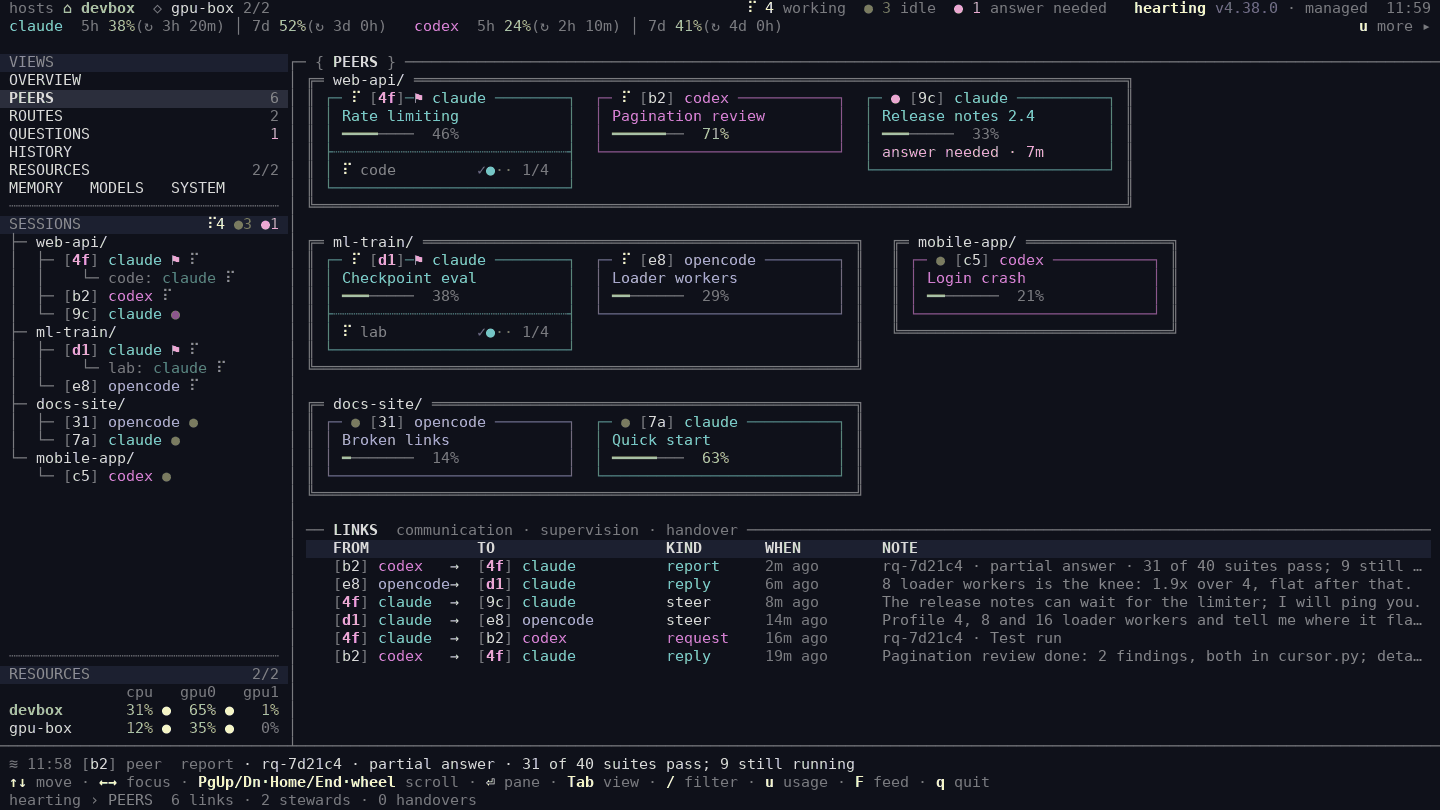 hosts ⌂ devbox ◇ gpu-box 2/2 ⠏ 4 working ● 3 idle ● 1 answer needed hearting v4.38.0 · managed 11:59
claude 5h 38%(↻ 3h 20m) │ 7d 52%(↻ 3d 0h) codex 5h 24%(↻ 2h 10m) │ 7d 41%(↻ 4d 0h) u more ▸
VIEWS
OVERVIEW
PEERS 6
ROUTES 2
QUESTIONS 1
HISTORY
RESOURCES 2/2
MEMORY MODELS SYSTEM
SESSIONS ⠏4 ●3 ●1
web-api/
[4f] claude ⚑ ⠏
code: claude ⠏
[b2] codex ⠏
[9c] claude ●
ml-train/
[d1] claude ⚑ ⠏
lab: claude ⠏
[e8] opencode ⠏
docs-site/
[31] opencode ●
[7a] claude ●
mobile-app/
[c5] codex ●
RESOURCES 2/2
cpu gpu0 gpu1
devbox 31% ● 65% ● 1%
gpu-box 12% ● 35% ● 0%
{ PEERS }
web-api/
⠏ [4f]─⚑ claude
Rate limiting
46%
⠏ code ✓●·· 1/4
⠏ [b2] codex
Pagination review
71%
● [9c] claude
Release notes 2.4
33%
answer needed · 7m
ml-train/
⠏ [d1]─⚑ claude
Checkpoint eval
38%
⠏ lab ✓●·· 1/4
⠏ [e8] opencode
Loader workers
29%
mobile-app/
● [c5] codex
Login crash
21%
docs-site/
● [31] opencode
Broken links
14%
● [7a] claude
Quick start
63%
LINKS communication · supervision · handover
FROM TO KIND WHEN NOTE
[b2] codex → [4f] claude report 2m ago rq-7d21c4 · partial answer · 31 of 40 suites pass; 9 still …
[e8] opencode→ [d1] claude reply 6m ago 8 loader workers is the knee: 1.9x over 4, flat after that.
[4f] claude → [9c] claude steer 8m ago The release notes can wait for the limiter; I will ping you.
[d1] claude → [e8] opencode steer 14m ago Profile 4, 8 and 16 loader workers and tell me where it fla…
[4f] claude → [b2] codex request 16m ago rq-7d21c4 · Test run
[b2] codex → [4f] claude reply 19m ago Pagination review done: 2 findings, both in cursor.py; deta…
≋ 11:58 [b2] peer report · rq-7d21c4 · partial answer · 31 of 40 suites pass; 9 still running
↑↓ move · ←→ focus · PgUp/Dn·Home/End·wheel scroll · ⏎ pane · Tab view · / filter · u usage · F feed · q quit
hearting › PEERS 6 links · 2 stewards · 0 handovers